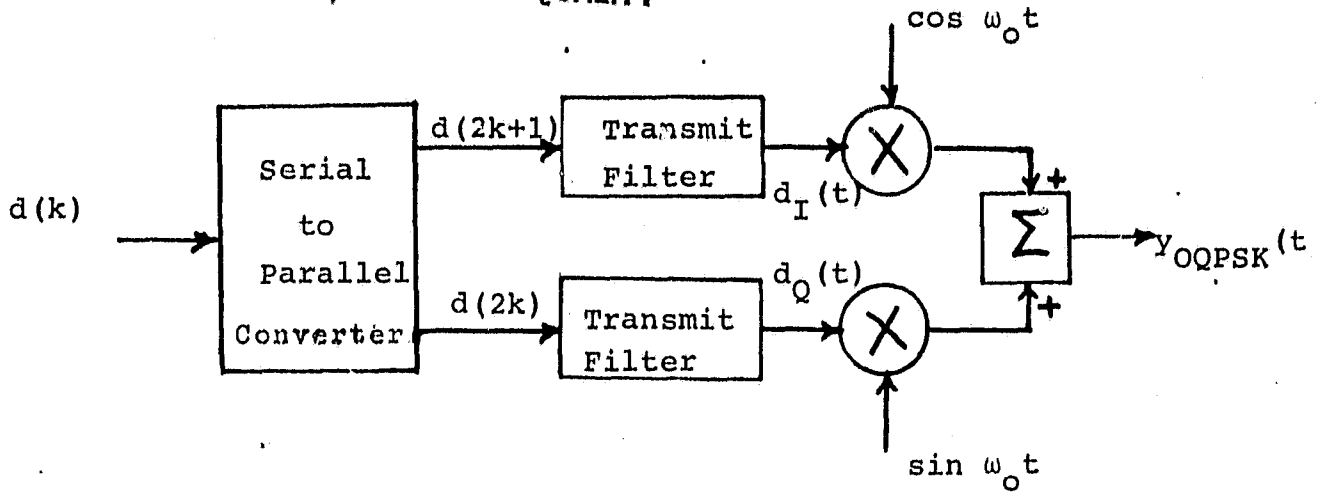 cos ω_o t
d(k)
Serial
to
Parallel
Converter
d(2k+1)
Transmit
Filter
d_I(t)
X
+
Σ
y_OQPSK(t
d(2k)
Transmit
Filter
d_Q(t)
X
+
sin ω_o t